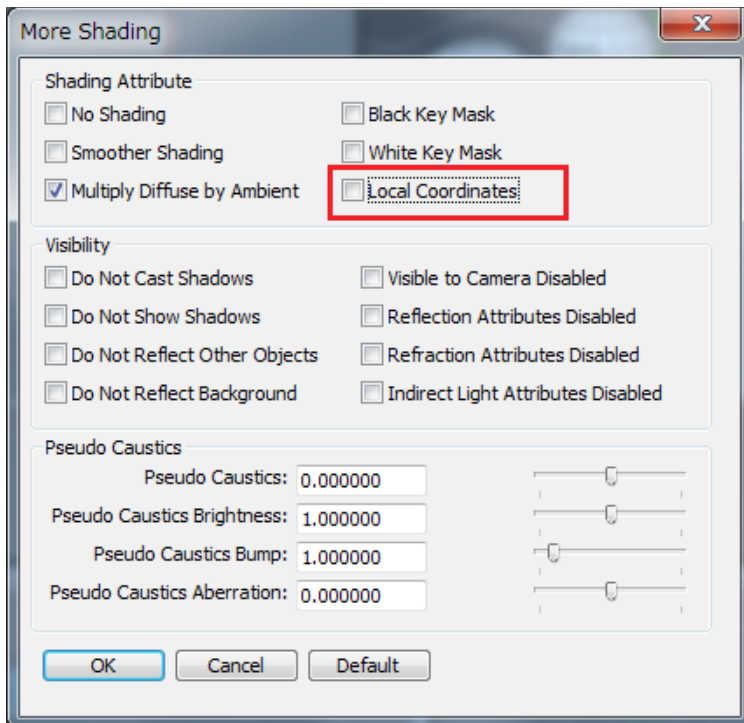 More Shading
Shading Attribute
No Shading
Black Key Mask
Smoother Shading
White Key Mask
Multiply Diffuse by Ambient
Local Coordinates
Visibility
Do Not Cast Shadows
Visible to Camera Disabled
Do Not Show Shadows
Reflection Attributes Disabled
Do Not Reflect Other Objects
Refraction Attributes Disabled
Do Not Reflect Background
Indirect Light Attributes Disabled
Pseudo Caustics
Pseudo Caustics: 0.000000
Pseudo Caustics Brightness: 1.000000
Pseudo Caustics Bump: 1.000000
Pseudo Caustics Aberration: 0.000000
OK Cancel Default